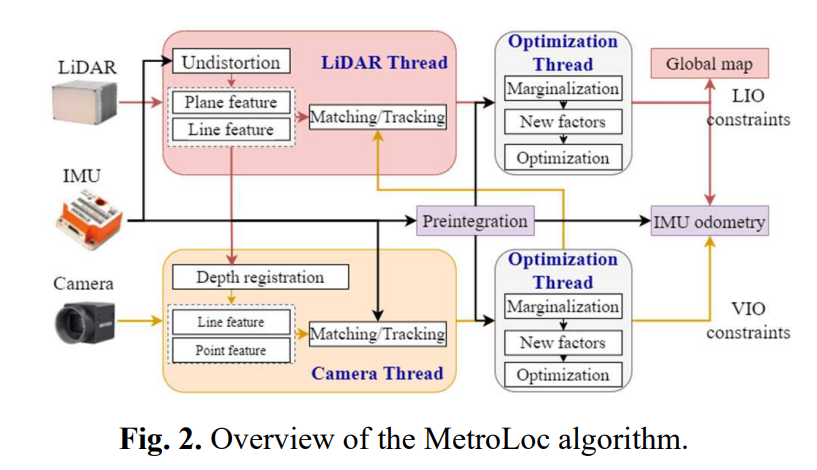 LiDAR
Undistortion
LiDAR Thread
Plane feature
Line feature
Matching/Tracking
Optimization
Thread
Marginalization
New factors
Optimization
Global map
LIO
constraints
IMU
Preintegration
IMU odometry
Camera
Depth registration
Line feature
Point feature
Matching/Tracking
Camera Thread
Optimization
Thread
Marginalization
New factors
Optimization
VIO
constraints
Fig. 2. Overview of the MetroLoc algorithm.